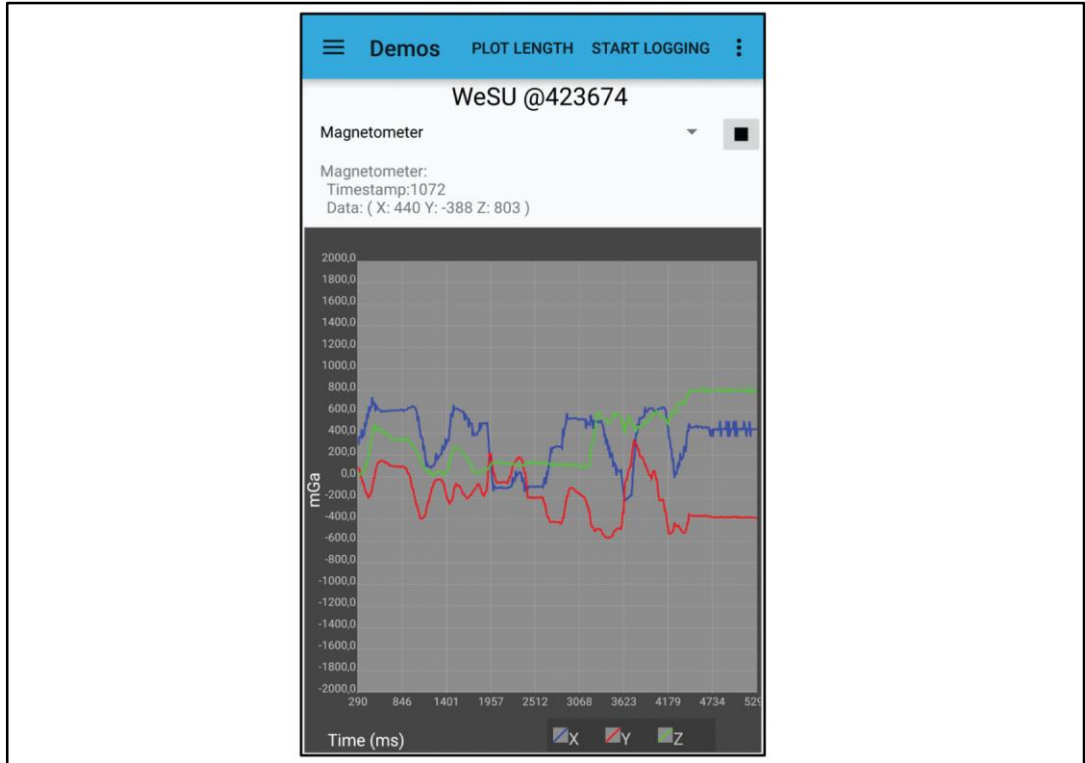 Demos PLOT LENGTH START LOGGING
WeSU @423674
Magnetometer
Magnetometer:
Timestamp:1072
Data: ( X: 440 Y: -388 Z: 803 )
2000,0
1800,0
1600,0
1400,0
1200,0
1000,0
800,0
600,0
400,0
200,0
0,0
-200,0
-400,0
-600,0
-800,0
-1000,0
-1200,0
-1400,0
-1600,0
-1800,0
-2000,0
mGa
290 846 1401 1957 2512 3068 3623 4179 4734 529
Time (ms) X Y Z